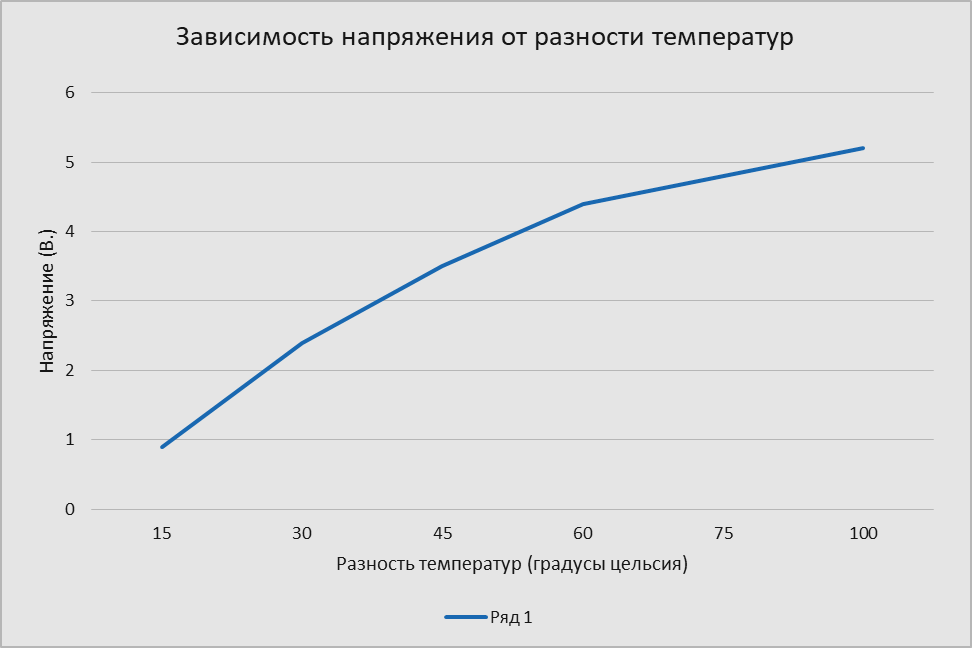 Зависимость напряжения от разности температур
6
5
4
3
2
1
0
Напряжение (В.)
15 30 45 60 75 100
Разность температур (градусы цельсия)
Ряд 1